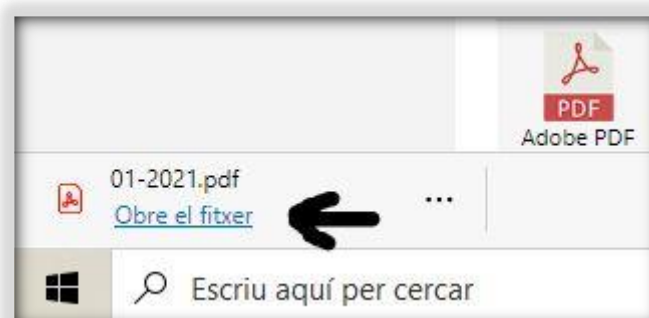 PDF
Adobe PDF
01-2021.pdf
Obre el fitxer
...
Escriu aquí per cercar